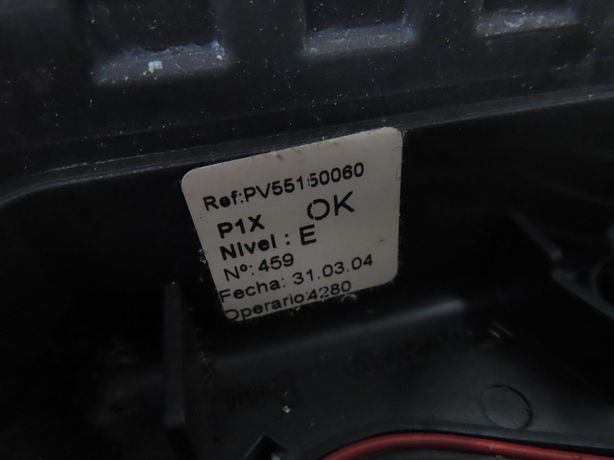 Ref:PV55150060
P1X OK
Nivel : E
Nº: 459
Fecha: 31.03.04
Operario:4280